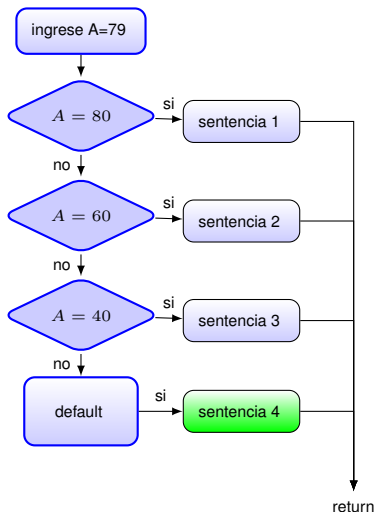 ingrese A=79
A = 80
si
sentencia 1
no
A = 60
si
sentencia 2
no
A = 40
si
sentencia 3
no
default
si
sentencia 4
return